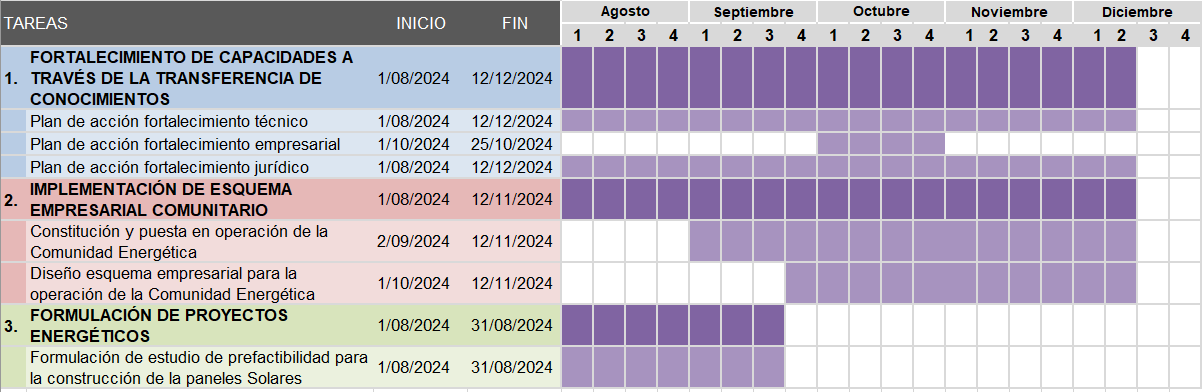 TAREAS INICIO FIN Agosto Septiembre Octubre Noviembre Diciembre
1 2 3 4 1 2 3 4 1 2 3 4 1 2 3 4 1 2 3 4
1. FORTALECIMIENTO DE CAPACIDADES A
TRAVÉS DE LA TRANSFERENCIA DE
CONOCIMIENTOS 1/08/2024 12/12/2024
Plan de acción fortalecimiento técnico 1/08/2024 12/12/2024
Plan de acción fortalecimiento empresarial 1/10/2024 25/10/2024
Plan de acción fortalecimiento jurídico 1/08/2024 12/12/2024
2. IMPLEMENTACIÓN DE ESQUEMA
EMPRESARIAL COMUNITARIO 1/08/2024 12/11/2024
Constitución y puesta en operación de la
Comunidad Energética 2/09/2024 12/11/2024
Diseño esquema empresarial para la
operación de la Comunidad Energética 1/10/2024 12/11/2024
3. FORMULACIÓN DE PROYECTOS
ENERGÉTICOS 1/08/2024 31/08/2024
Formulación de estudio de prefactibilidad para
la construcción de la paneles Solares 1/08/2024 31/08/2024